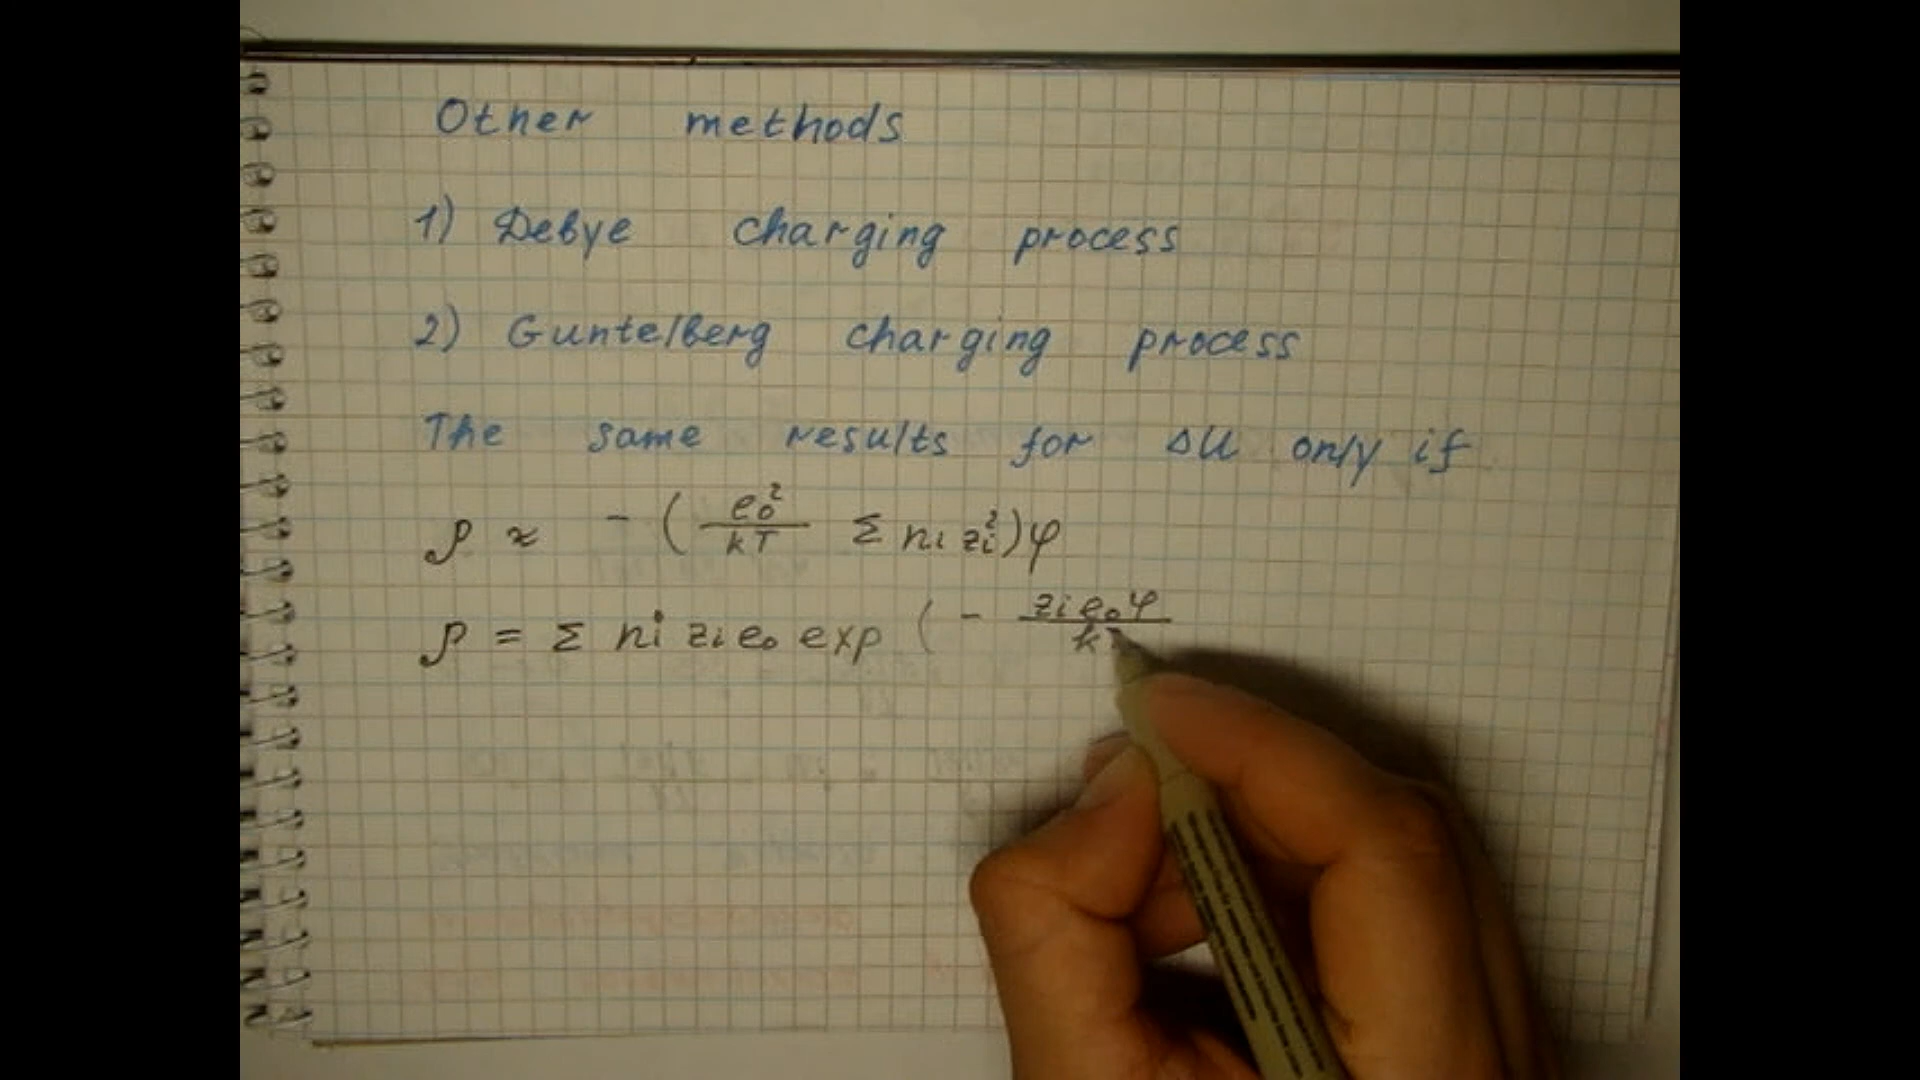 Other methods
1) Debye charging process
2) Guntelberg charging process
The same results for ΔU only if
ρ ≈ - (e₀²/kT Σ ni zi²)φ
ρ = Σ ni zi e₀ exp (- zi e₀φ/k